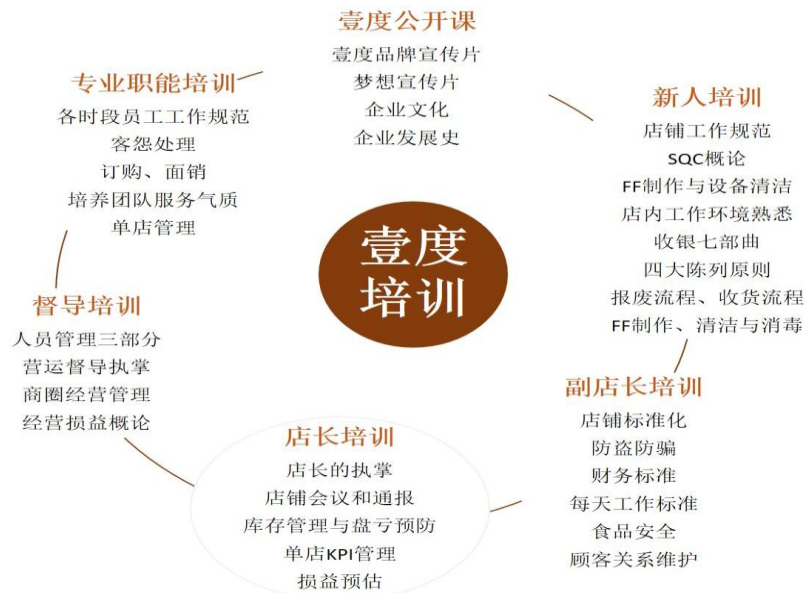 壹度公开课
壹度品牌宣传片
梦想宣传片
企业文化
企业发展史
新人培训
店铺工作规范
SQC概论
FF制作与设备清洁
店内工作环境熟悉
收银七部曲
四大陈列原则
报废流程、收货流程
FF制作、清洁与消毒
副店长培训
店铺标准化
防盗防骗
财务标准
每天工作标准
食品安全
顾客关系维护
店长培训
店长的执掌
店铺会议和通报
库存管理与盘亏预防
单店KPI管理
损益预估
督导培训
人员管理三部分
营运督导执掌
商圈经营管理
经营损益概论
专业职能培训
各时段员工工作规范
客怨处理
订购、面销
培养团队服务气质
单店管理
壹度
培训